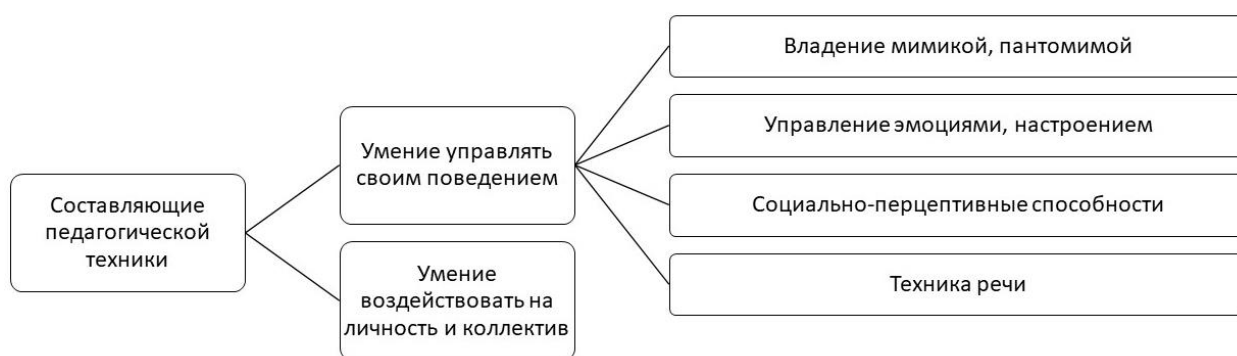 Составляющие
педагогической
техники
Умение управлять
своим поведением
Умение
воздействовать на
личность и коллектив
Владение мимикой, пантомимой
Управление эмоциями, настроением
Социально-перцептивные способности
Техника речи